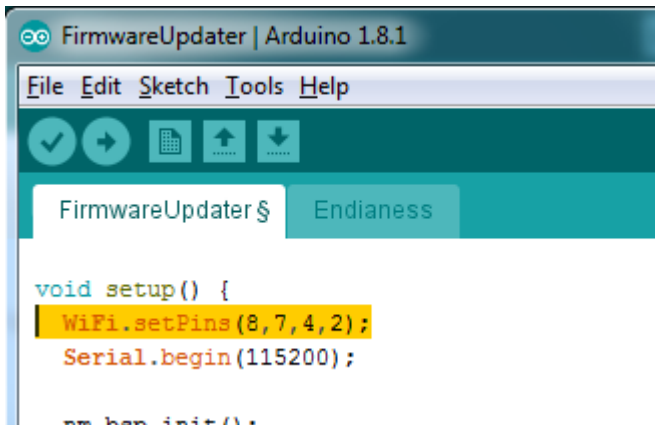 FirmwareUpdater | Arduino 1.8.1
File Edit Sketch Tools Help
FirmwareUpdater § Endianess
void setup() {
WiFi.setPins(8,7,4,2);
Serial.begin(115200);
nm_bsp_init();